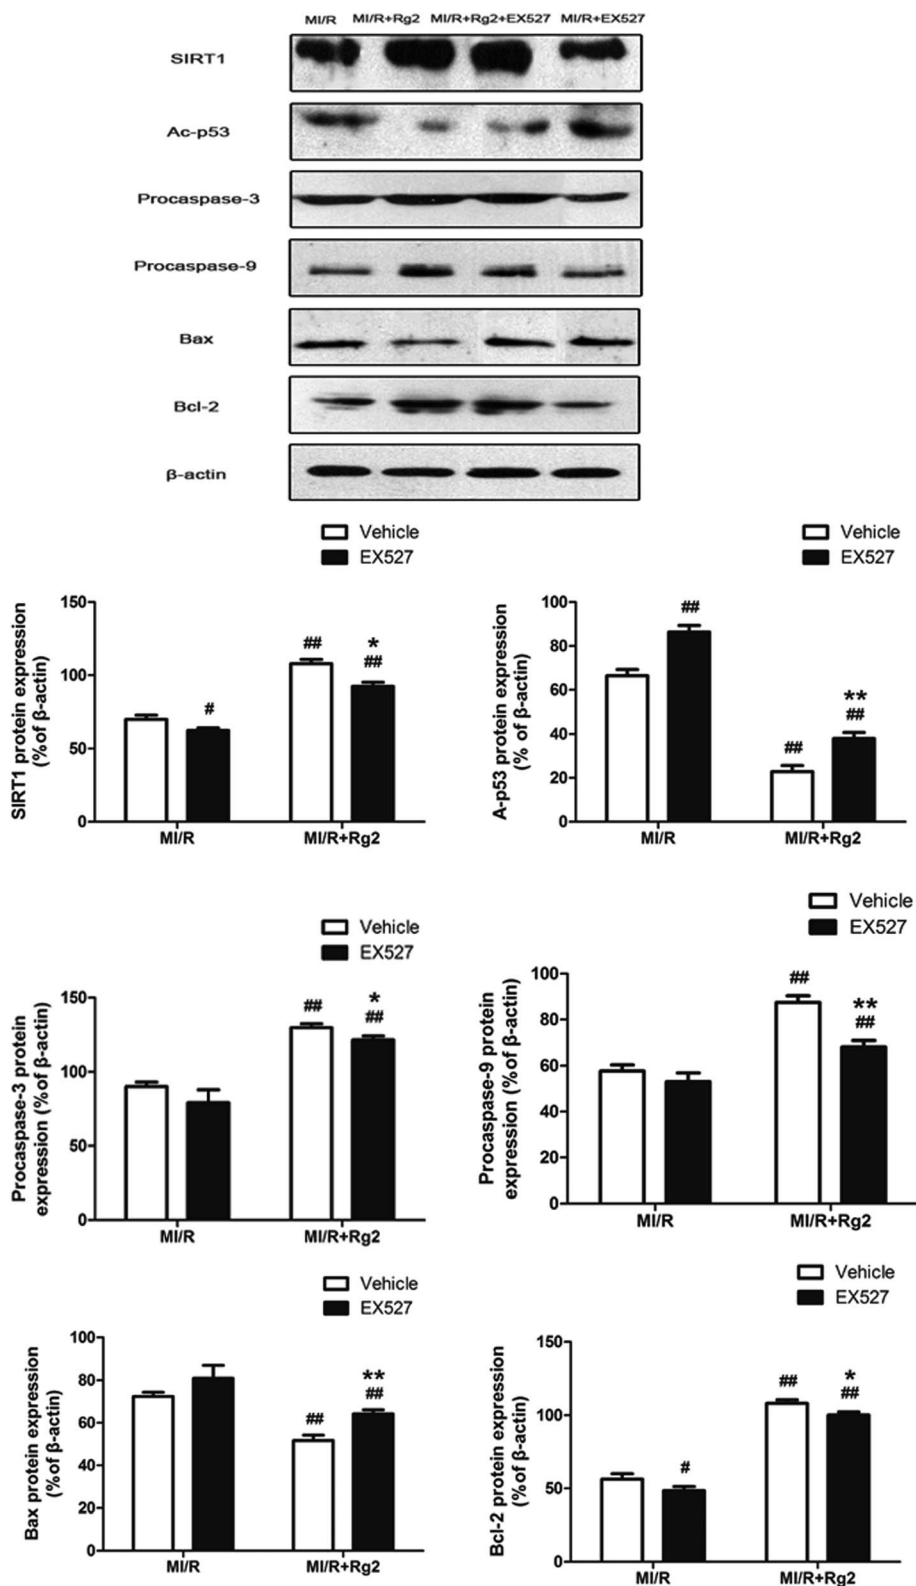 MI/R MI/R+Rg2 MI/R+Rg2+EX527 MI/R+EX527
SIRT1
Ac-p53
Procaspase-3
Procaspase-9
Bax
Bcl-2
β-actin
Vehicle
EX527
SIRT1 protein expression
(%of β-actin)
150
100
50
0
#
##
*
##
MI/R MI/R+Rg2
Vehicle
EX527
A-p53 protein expression
(% of β-actin)
100
80
60
40
20
0
##
##
**
##
MI/R MI/R+Rg2
Vehicle
EX527
Procaspase-3 protein
expression (%of β-actin)
150
100
50
0
##
*
##
MI/R MI/R+Rg2
Vehicle
EX527
Procaspase-9 protein
expression (%of β-actin)
100
80
60
40
20
0
##
**
##
MI/R MI/R+Rg2
Vehicle
EX527
Bax protein expression
(%of β-actin)
100
80
60
40
20
0
##
**
##
MI/R MI/R+Rg2
Vehicle
EX527
Bcl-2 protein expression
(%of β-actin)
150
100
50
0
#
##
*
##
MI/R MI/R+Rg2